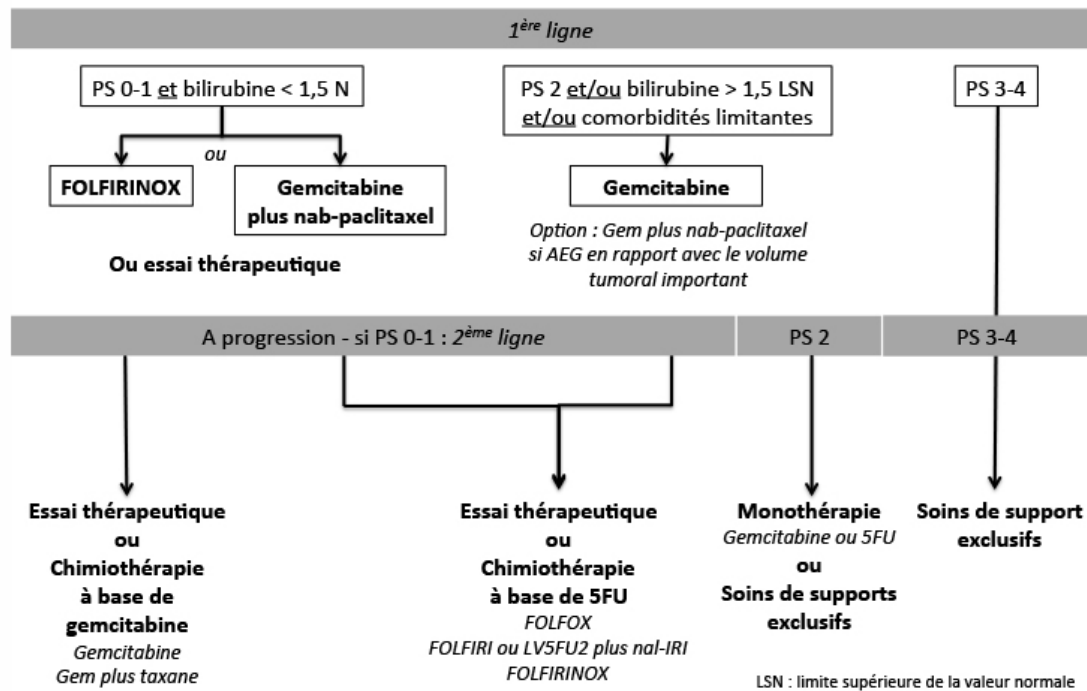 1ère ligne
PS 0-1 et bilirubine < 1,5 N
ou
FOLFIRINOX
Gemcitabine
plus nab-paclitaxel
Ou essai thérapeutique
PS 2 et/ou bilirubine > 1,5 LSN
et/ou comorbidités limitantes
Gemcitabine
Option : Gem plus nab-paclitaxel
si AEG en rapport avec le volume
tumoral important
PS 3-4
A progression - si PS 0-1 : 2ème ligne
PS 2
PS 3-4
Essai thérapeutique
ou
Chimiothérapie
à base de
gemcitabine
Gemcitabine
Gem plus taxane
Essai thérapeutique
ou
Chimiothérapie
à base de 5FU
FOLFOX
FOLFIRI ou LV5FU2 plus nal-IRI
FOLFIRINOX
Monothérapie
Gemcitabine ou 5FU
ou
Soins de supports
exclusifs
Soins de support
exclusifs
LSN : limite supérieure de la valeur normale